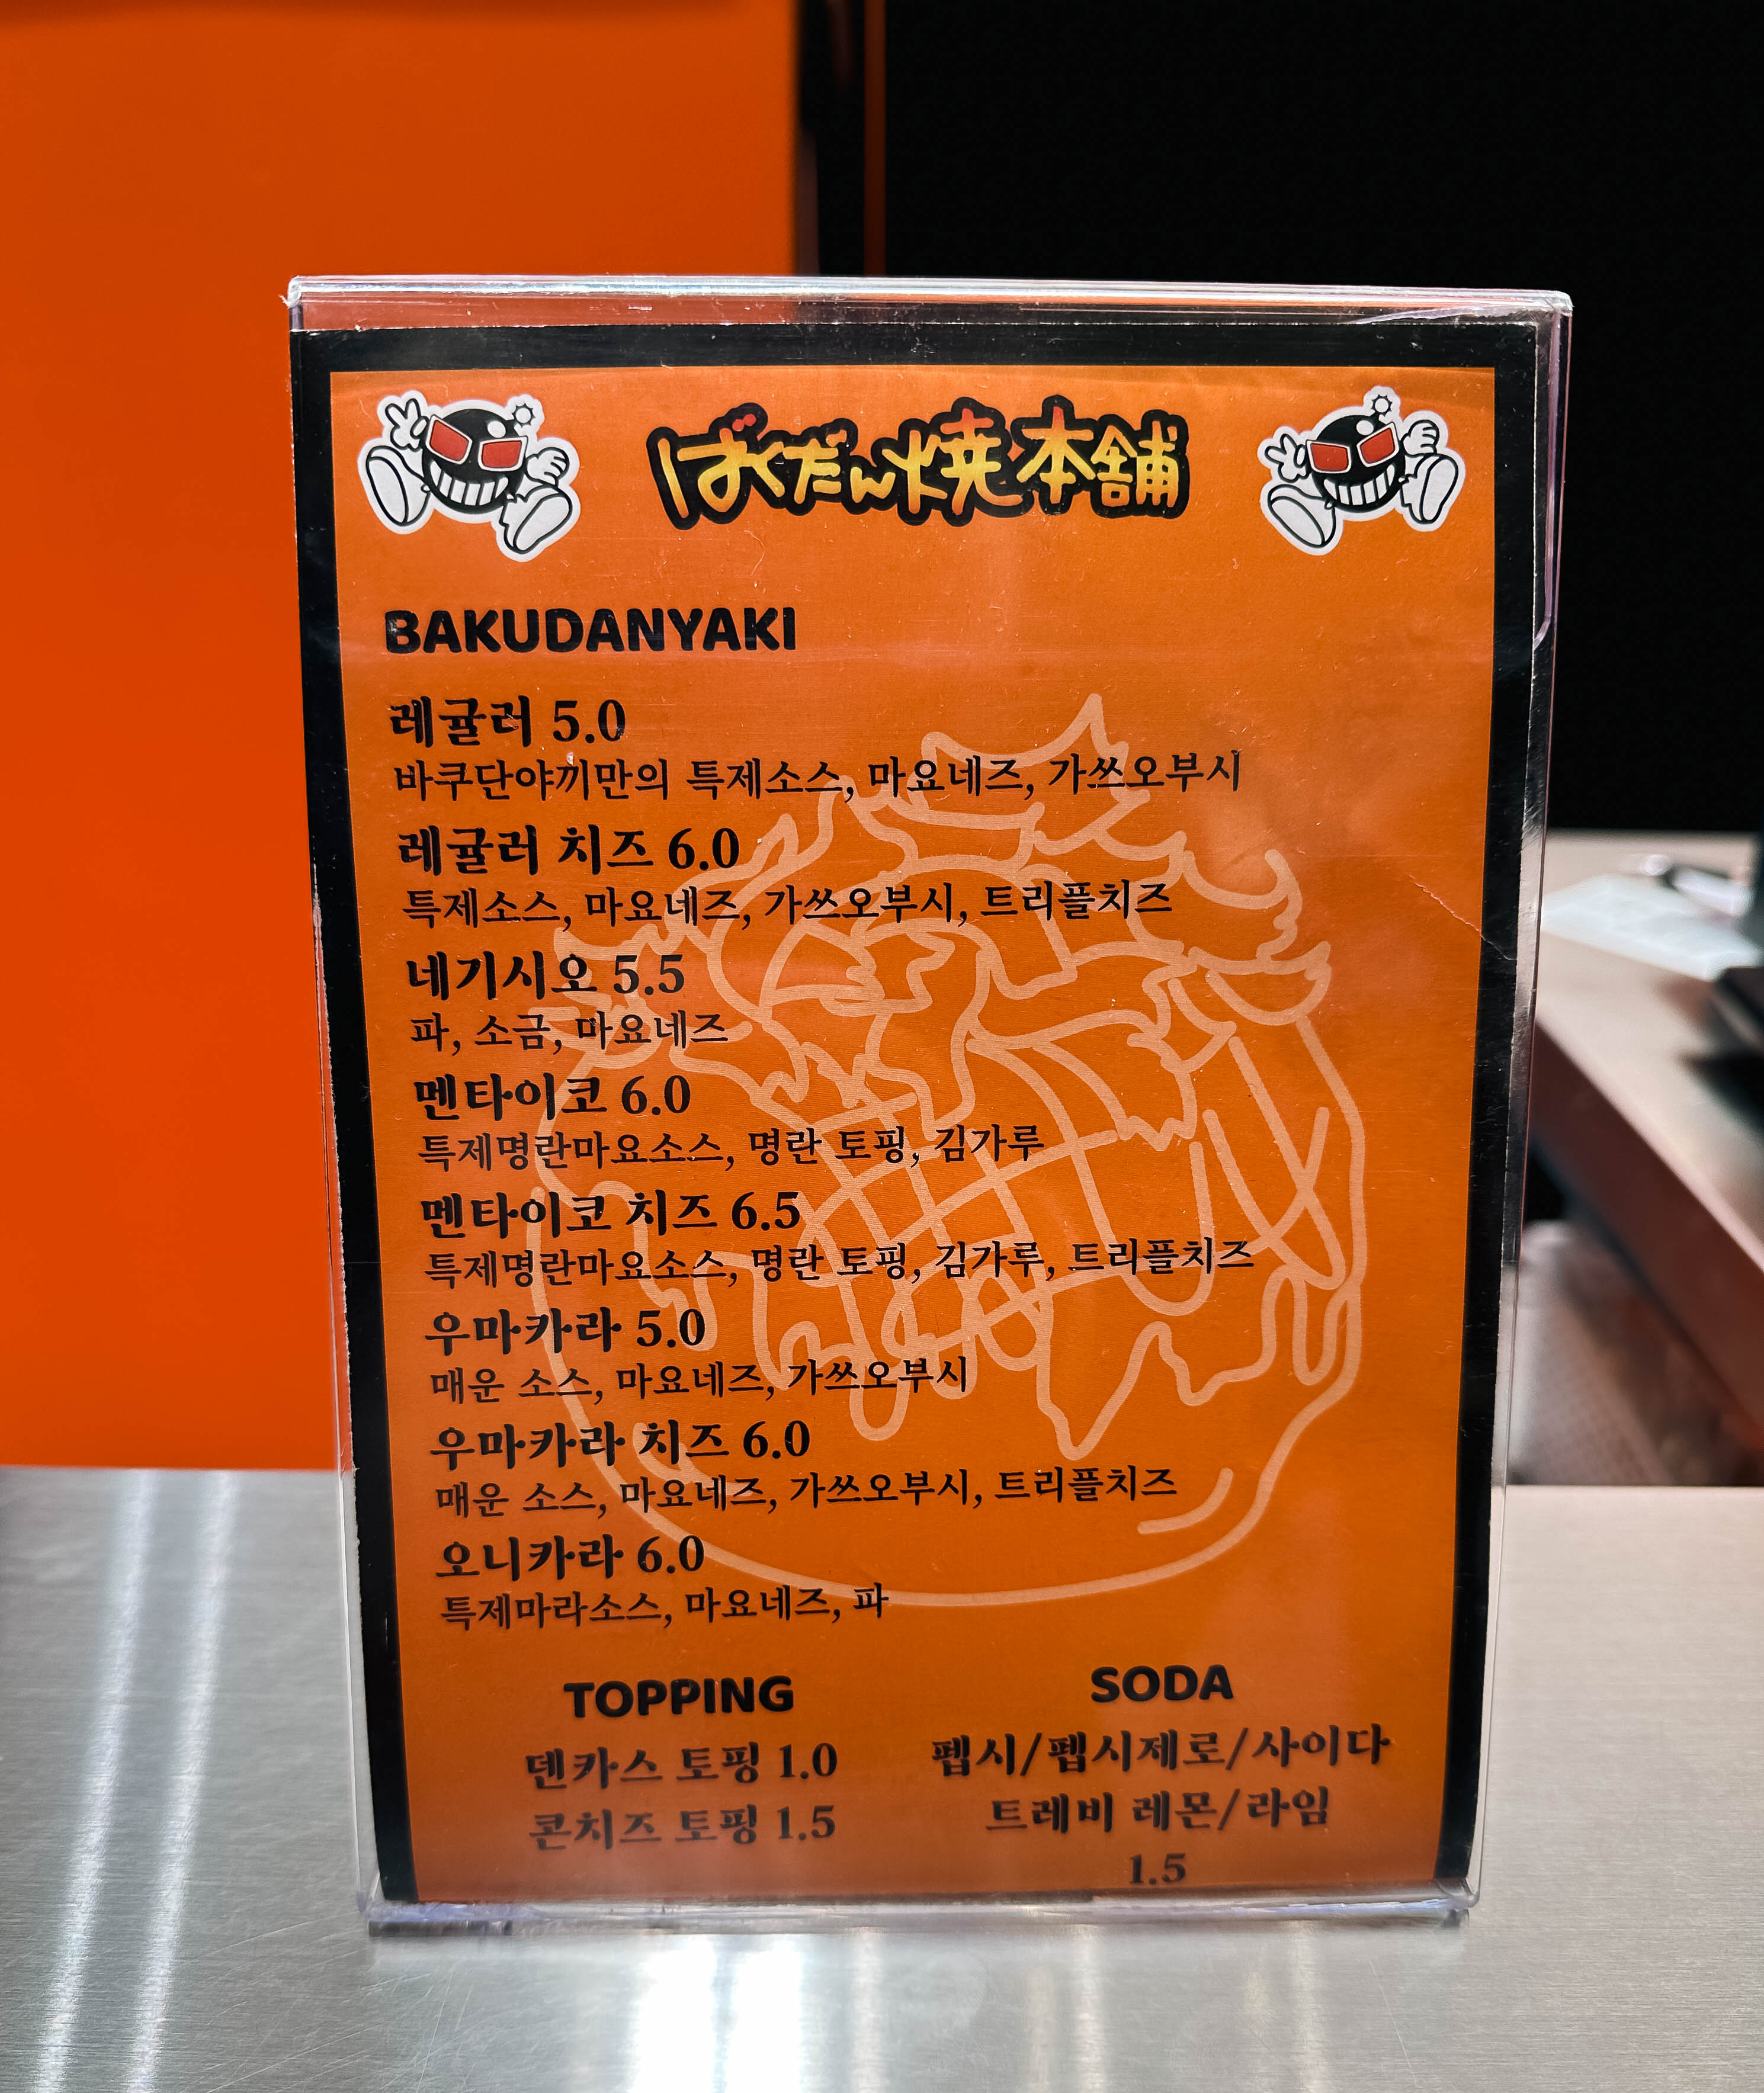 ばくだん焼本舗
BAKUDANYAKI
레귤러 5.0
바쿠단야끼만의 특제소스, 마요네즈, 가쓰오부시
레귤러 치즈 6.0
특제소스, 마요네즈, 가쓰오부시, 트리플치즈
네기시오 5.5
파, 소금, 마요네즈
멘타이코 6.0
특제명란마요소스, 명란 토핑, 김가루
멘타이코 치즈 6.5
특제명란마요소스, 명란 토핑, 김가루, 트리플치즈
우마카라 5.0
매운 소스, 마요네즈, 가쓰오부시
우마카라 치즈 6.0
매운 소스, 마요네즈, 가쓰오부시, 트리플치즈
오니카라 6.0
특제마라소스, 마요네즈, 파
TOPPING
덴카스 토핑 1.0
콘치즈 토핑 1.5
SODA
펩시/펩시제로/사이다
트레비 레몬/라임
1.5